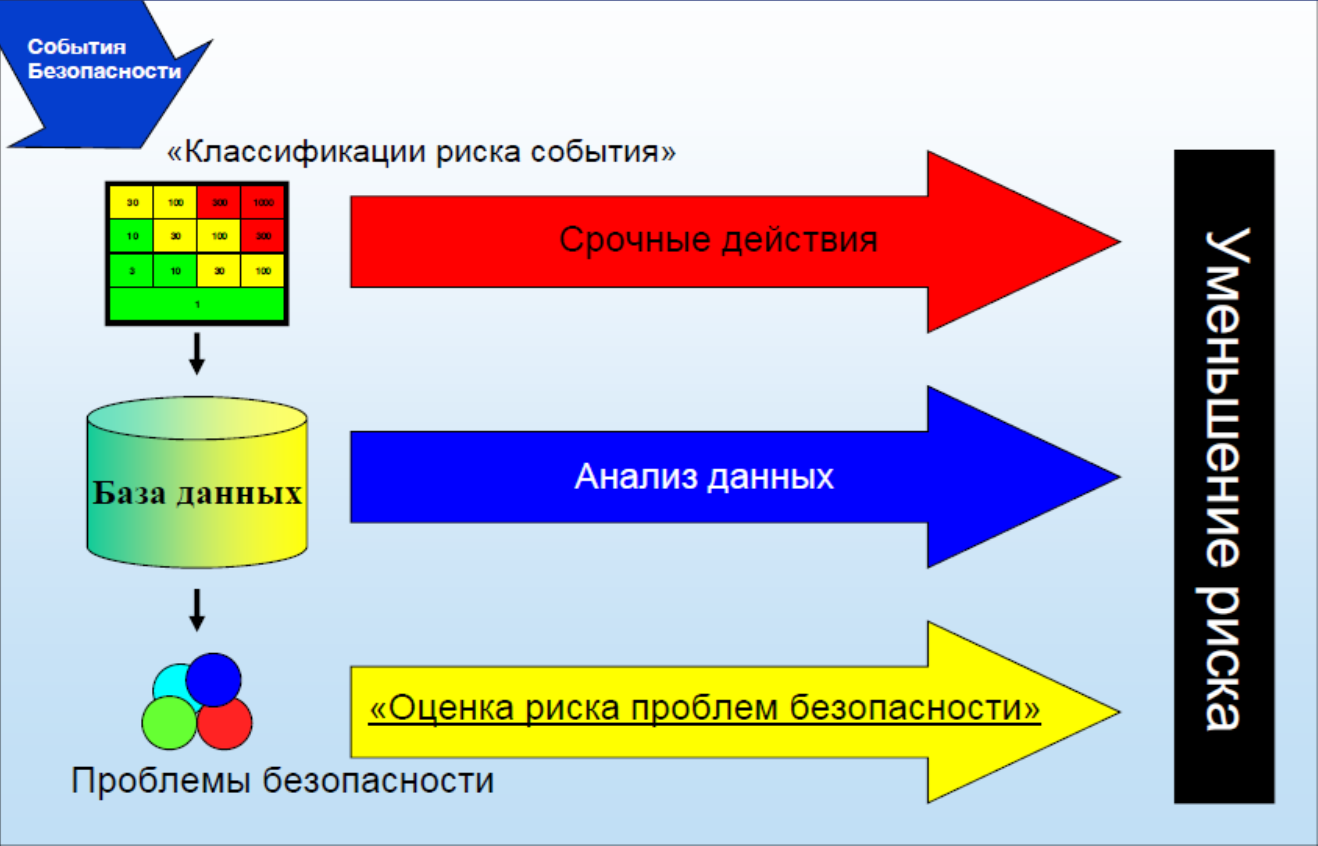 События
Безопасности
«Классификации риска события»
30 100 300 1000
10 30 100 300
3 10 30 100
1
Срочные действия
База данных
Анализ данных
«Оценка риска проблем безопасности»
Проблемы безопасности
Уменьшение риска